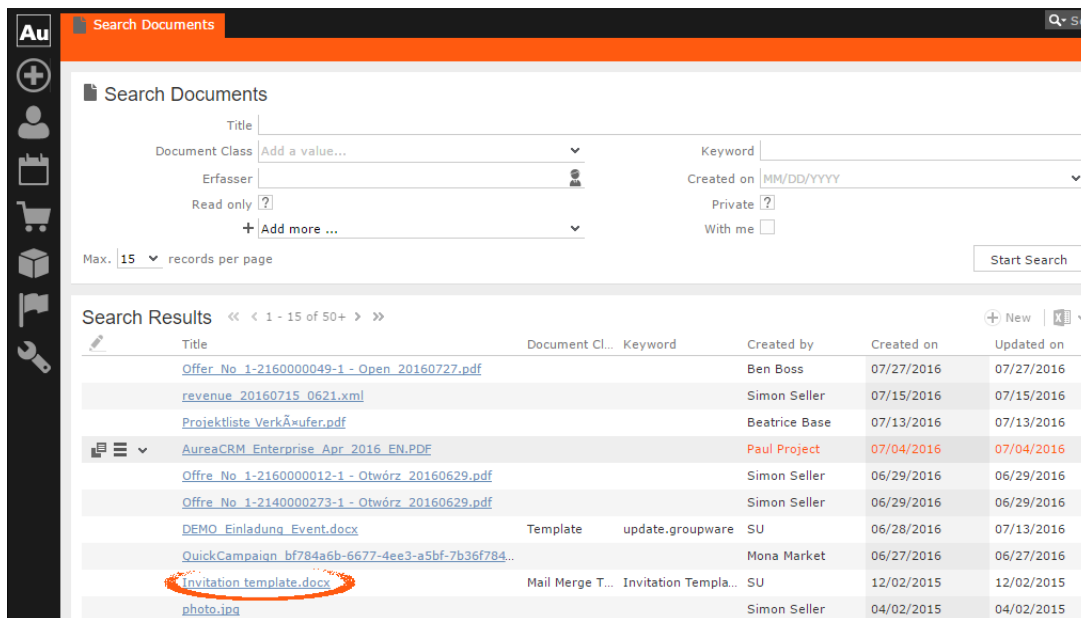 Au
Search Documents
Search Documents
Title
Document Class Add a value...
Keyword
Erfasser
Created on MM/DD/YYYY
Read only ?
Private ?
+ Add more ...
With me
Max. 15 records per page
Start Search
Search Results « < 1 - 15 of 50+ > »
+ New
Title Document Cl... Keyword Created by Created on Updated on
Offer_No_1-2160000049-1 - Open_20160727.pdf Ben Boss 07/27/2016 07/27/2016
revenue_20160715_0621.xml Simon Seller 07/15/2016 07/15/2016
Projektliste VerkÃ¤ufer.pdf Beatrice Base 07/13/2016 07/13/2016
AureaCRM_Enterprise_Apr_2016_EN.PDF Paul Project 07/04/2016 07/04/2016
Offre_No_1-2160000012-1 - Otwórz_20160629.pdf Simon Seller 06/29/2016 06/29/2016
Offre_No_1-2140000273-1 - Otwórz_20160629.pdf Simon Seller 06/29/2016 06/29/2016
DEMO_Einladung_Event.docx Template update.groupware SU 06/28/2016 07/13/2016
QuickCampaign_bf784a6b-6677-4ee3-a5bf-7b36f784... Mona Market 06/27/2016 06/27/2016
Invitation template.docx Mail Merge T... Invitation Templa... SU 12/02/2015 12/02/2015
photo.jpg Simon Seller 04/02/2015 04/02/2015